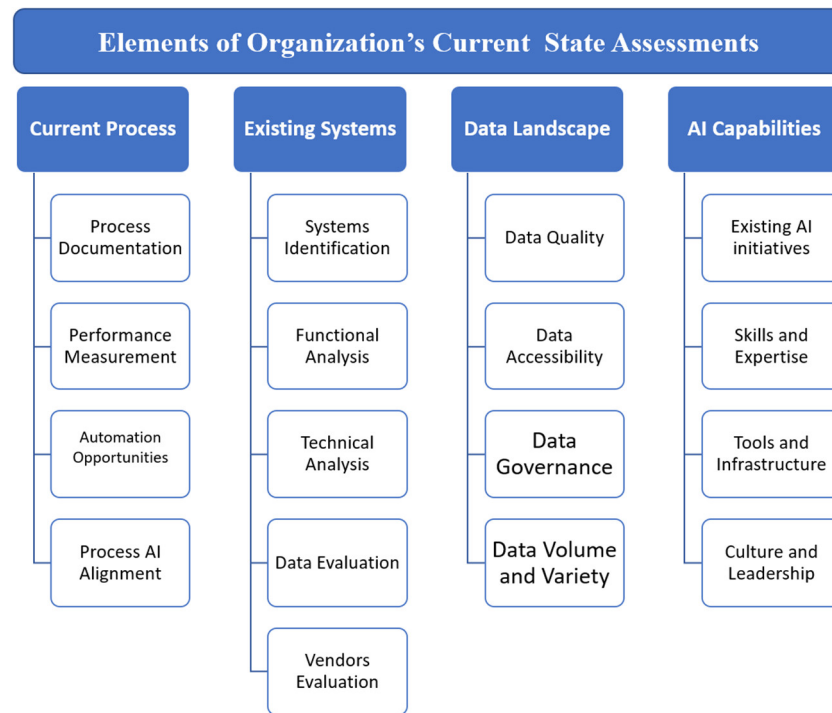 Elements of Organization’s Current State Assessments
Current Process
Process
Documentation
Performance
Measurement
Automation
Opportunities
Process AI
Alignment
Existing Systems
Systems
Identification
Functional
Analysis
Technical
Analysis
Data Evaluation
Vendors
Evaluation
Data Landscape
Data Quality
Data
Accessibility
Data
Governance
Data Volume
and Variety
AI Capabilities
Existing AI
initiatives
Skills and
Expertise
Tools and
Infrastructure
Culture and
Leadership